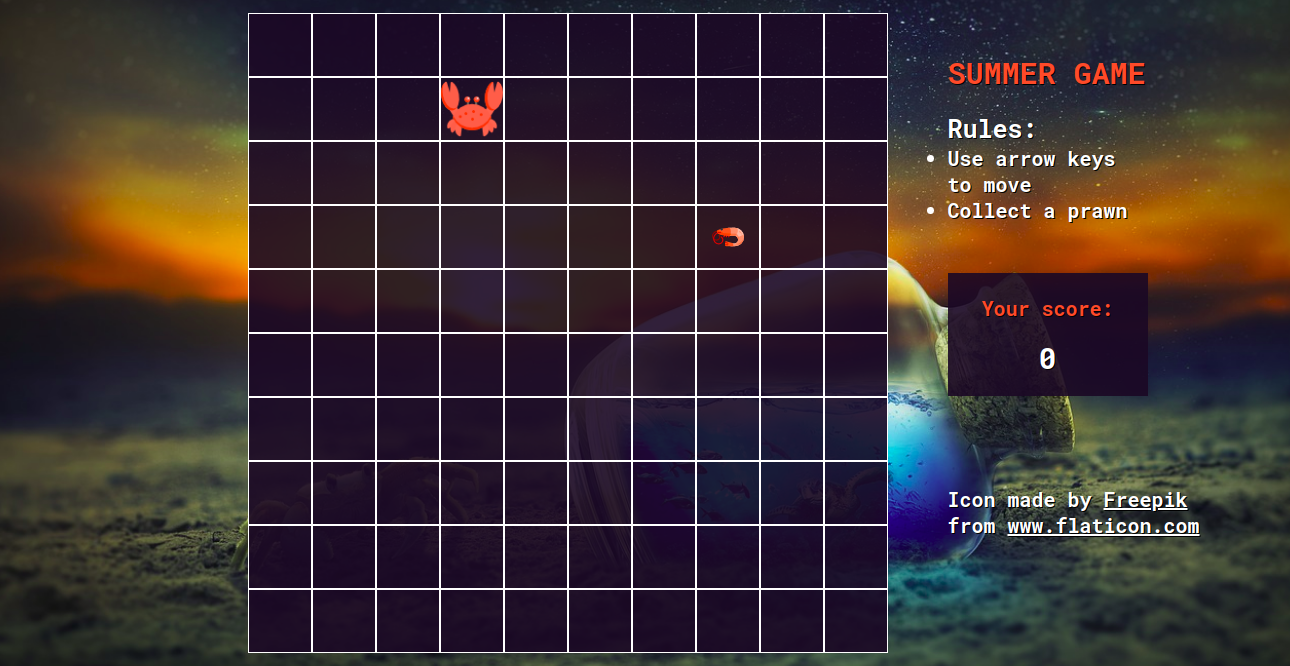 SUMMER GAME
Rules:
Use arrow keys
to move
Collect a prawn
Your score:
0
Icon made by Freepik
from www.flaticon.com